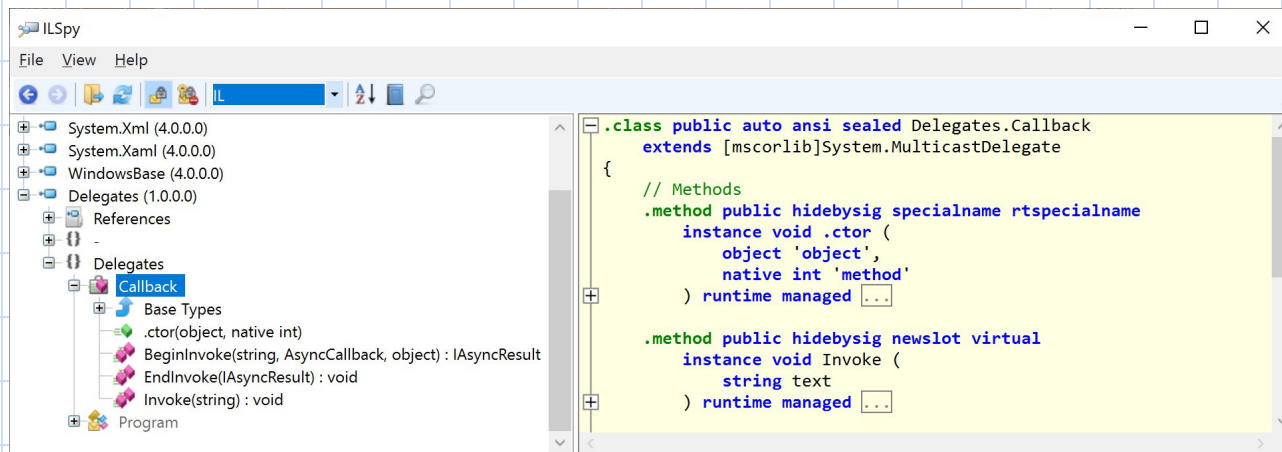 ILSpy
File View Help
IL
System.Xml (4.0.0.0)
System.Xaml (4.0.0.0)
WindowsBase (4.0.0.0)
Delegates (1.0.0.0)
References
{} -
{} Delegates
Callback
Base Types
.ctor(object, native int)
BeginInvoke(string, AsyncCallback, object) : IAsyncResult
EndInvoke(IAsyncResult) : void
Invoke(string) : void
Program
.class public auto ansi sealed Delegates.Callback
extends [mscorlib]System.MulticastDelegate
{
// Methods
.method public hidebysig specialname rtspecialname
instance void .ctor (
object 'object',
native int 'method'
) runtime managed ...
.method public hidebysig newslot virtual
instance void Invoke (
string text
) runtime managed ...